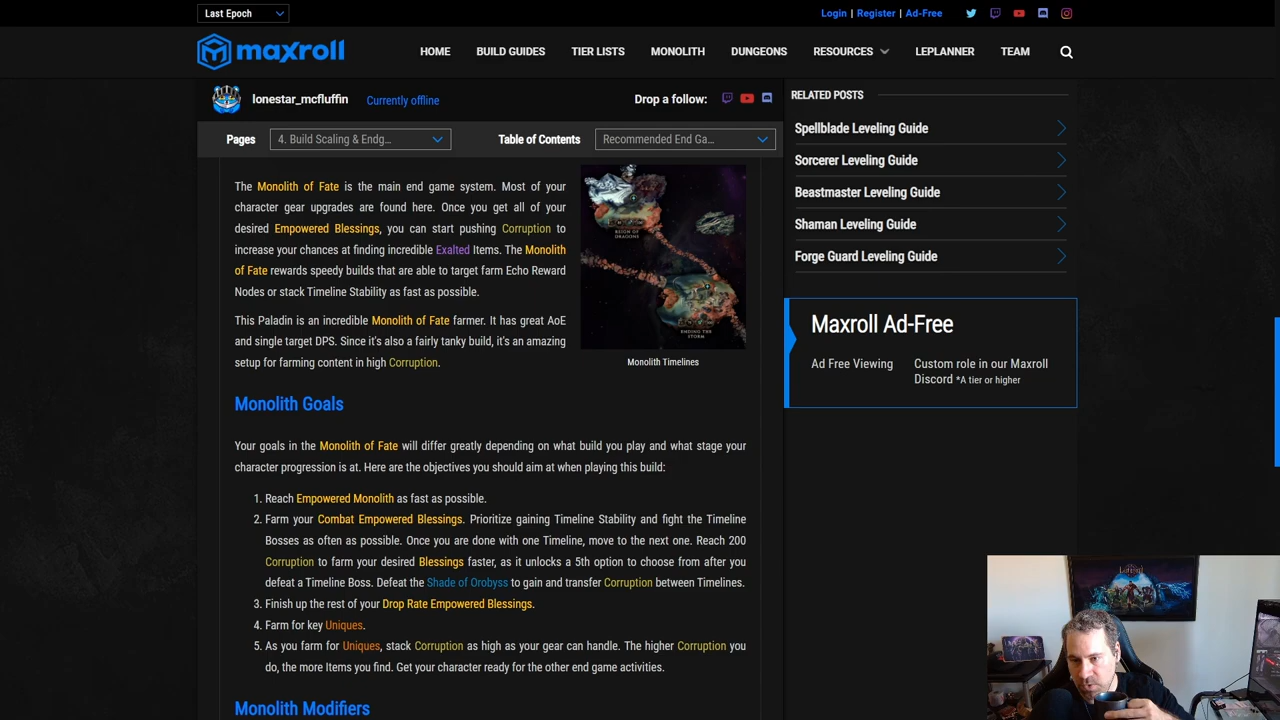 Last Epoch
Login | Register | Ad-Free
maxroll
HOME BUILD GUIDES TIER LISTS MONOLITH DUNGEONS RESOURCES LEPLANNER TEAM
lonestar_mcfluffin Currently offline Drop a follow:
Pages 4. Build Scaling & Endg... Table of Contents Recommended End Ga...
The Monolith of Fate is the main end game system. Most of your
character gear upgrades are found here. Once you get all of your
desired Empowered Blessings, you can start pushing Corruption to
increase your chances at finding incredible Exalted Items. The Monolith
of Fate rewards speedy builds that are able to target farm Echo Reward
Nodes or stack Timeline Stability as fast as possible.
This Paladin is an incredible Monolith of Fate farmer. It has great AoE
and single target DPS. Since it's also a fairly tanky build, it's an amazing
setup for farming content in high Corruption.
REIGN OF
DRAGONS
ENDING THE
STORM
Monolith Timelines
Monolith Goals
Your goals in the Monolith of Fate will differ greatly depending on what build you play and what stage your
character progression is at. Here are the objectives you should aim at when playing this build:
1. Reach Empowered Monolith as fast as possible.
2. Farm your Combat Empowered Blessings. Prioritize gaining Timeline Stability and fight the Timeline
Bosses as often as possible. Once you are done with one Timeline, move to the next one. Reach 200
Corruption to farm your desired Blessings faster, as it unlocks a 5th option to choose from after you
defeat a Timeline Boss. Defeat the Shade of Orobyss to gain and transfer Corruption between Timelines.
3. Finish up the rest of your Drop Rate Empowered Blessings.
4. Farm for key Uniques.
5. As you farm for Uniques, stack Corruption as high as your gear can handle. The higher Corruption you
do, the more Items you find. Get your character ready for the other end game activities.
Monolith Modifiers
RELATED POSTS
Spellblade Leveling Guide
Sorcerer Leveling Guide
Beastmaster Leveling Guide
Shaman Leveling Guide
Forge Guard Leveling Guide
Maxroll Ad-Free
Ad Free Viewing
Custom role in our Maxroll
Discord *A tier or higher